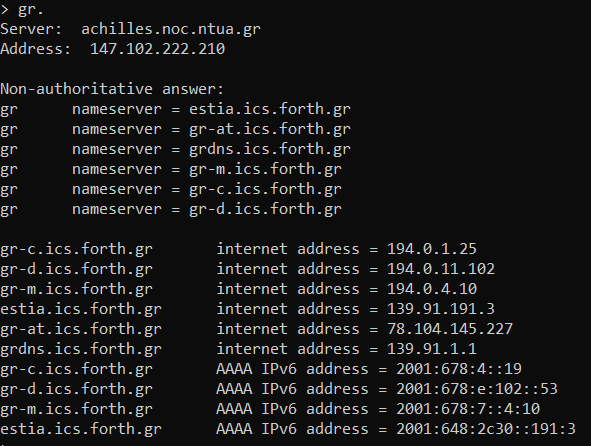 > gr.
Server:  achilles.noc.ntua.gr
Address:  147.102.222.210
Non-authoritative answer:
gr      nameserver = estia.ics.forth.gr
gr      nameserver = gr-at.ics.forth.gr
gr      nameserver = grdns.ics.forth.gr
gr      nameserver = gr-m.ics.forth.gr
gr      nameserver = gr-c.ics.forth.gr
gr      nameserver = gr-d.ics.forth.gr
gr-c.ics.forth.gr       internet address = 194.0.1.25
gr-d.ics.forth.gr       internet address = 194.0.11.102
gr-m.ics.forth.gr       internet address = 194.0.4.10
estia.ics.forth.gr      internet address = 139.91.191.3
gr-at.ics.forth.gr      internet address = 78.104.145.227
grdns.ics.forth.gr      internet address = 139.91.1.1
gr-c.ics.forth.gr       AAAA IPv6 address = 2001:678:4::19
gr-d.ics.forth.gr       AAAA IPv6 address = 2001:678:e:102::53
gr-m.ics.forth.gr       AAAA IPv6 address = 2001:678:7::4:10
estia.ics.forth.gr      AAAA IPv6 address = 2001:648:2c30::191:3